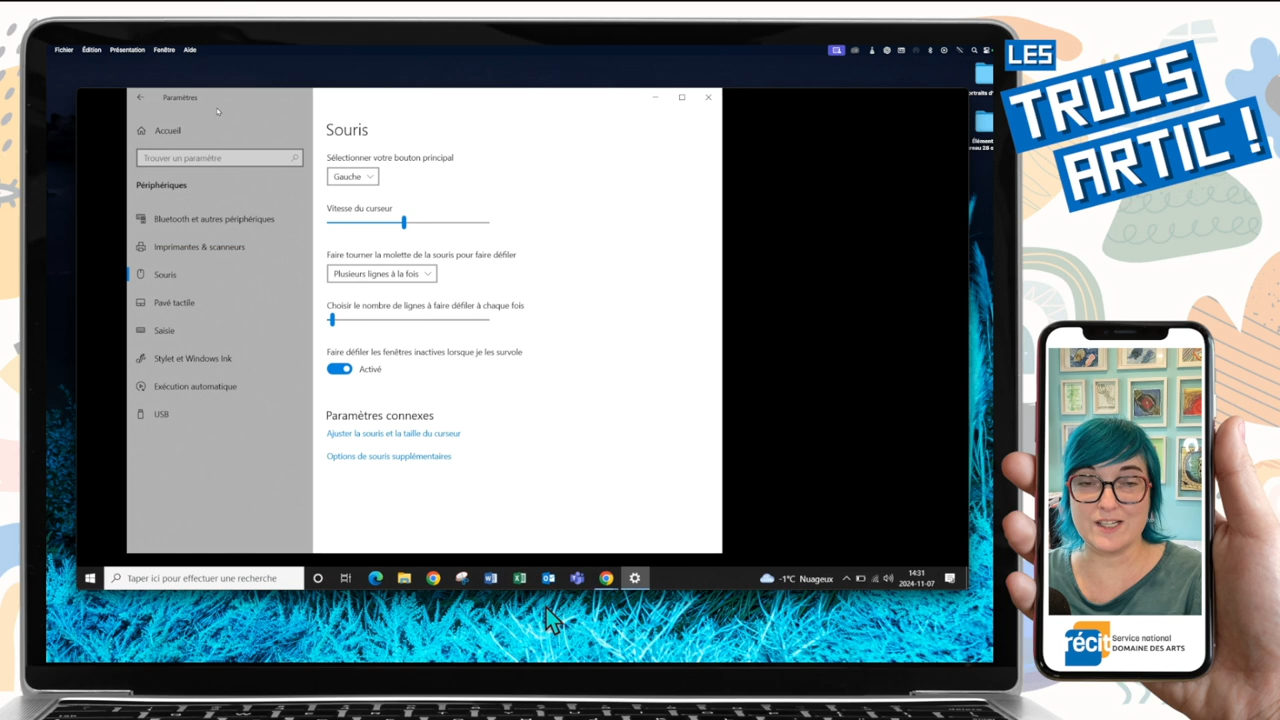 Fichier Édition Présentation Fenêtre Aide
LES
TRUCS
ARTIC !
Paramètres
Accueil
Trouver un paramètre
Périphériques
Bluetooth et autres périphériques
Imprimantes & scanneurs
Souris
Pavé tactile
Saisie
Stylet et Windows Ink
Exécution automatique
USB
Souris
Sélectionner votre bouton principal
Gauche
Vitesse du curseur
Faire tourner la molette de la souris pour faire défiler
Plusieurs lignes à la fois
Choisir le nombre de lignes à faire défiler à chaque fois
Faire défiler les fenêtres inactives lorsque je les survole
Activé
Paramètres connexes
Ajuster la souris et la taille du curseur
Options de souris supplémentaires
Taper ici pour effectuer une recherche
-1°C Nuageux
14:31
2024-11-07
récit
Service national
DOMAINE DES ARTS